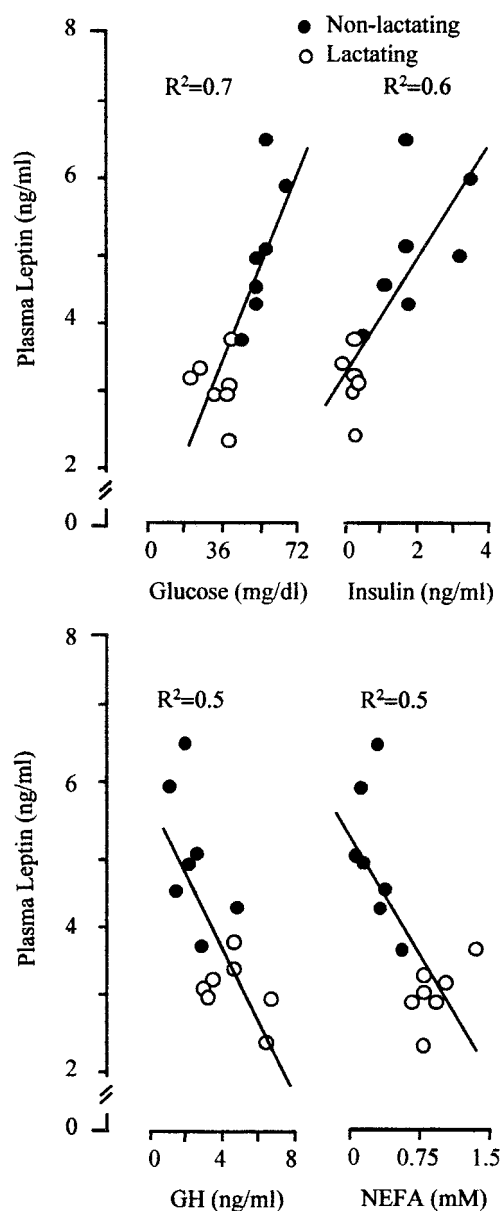 ● Non-lactating
○ Lactating
R²=0.7
R²=0.6
Plasma Leptin (ng/ml)
8
6
4
2
0
0 36 72
Glucose (mg/dl)
0 2 4
Insulin (ng/ml)
R²=0.5
R²=0.5
Plasma Leptin (ng/ml)
8
6
4
2
0
0 4 8
GH (ng/ml)
0 0.75 1.5
NEFA (mM)